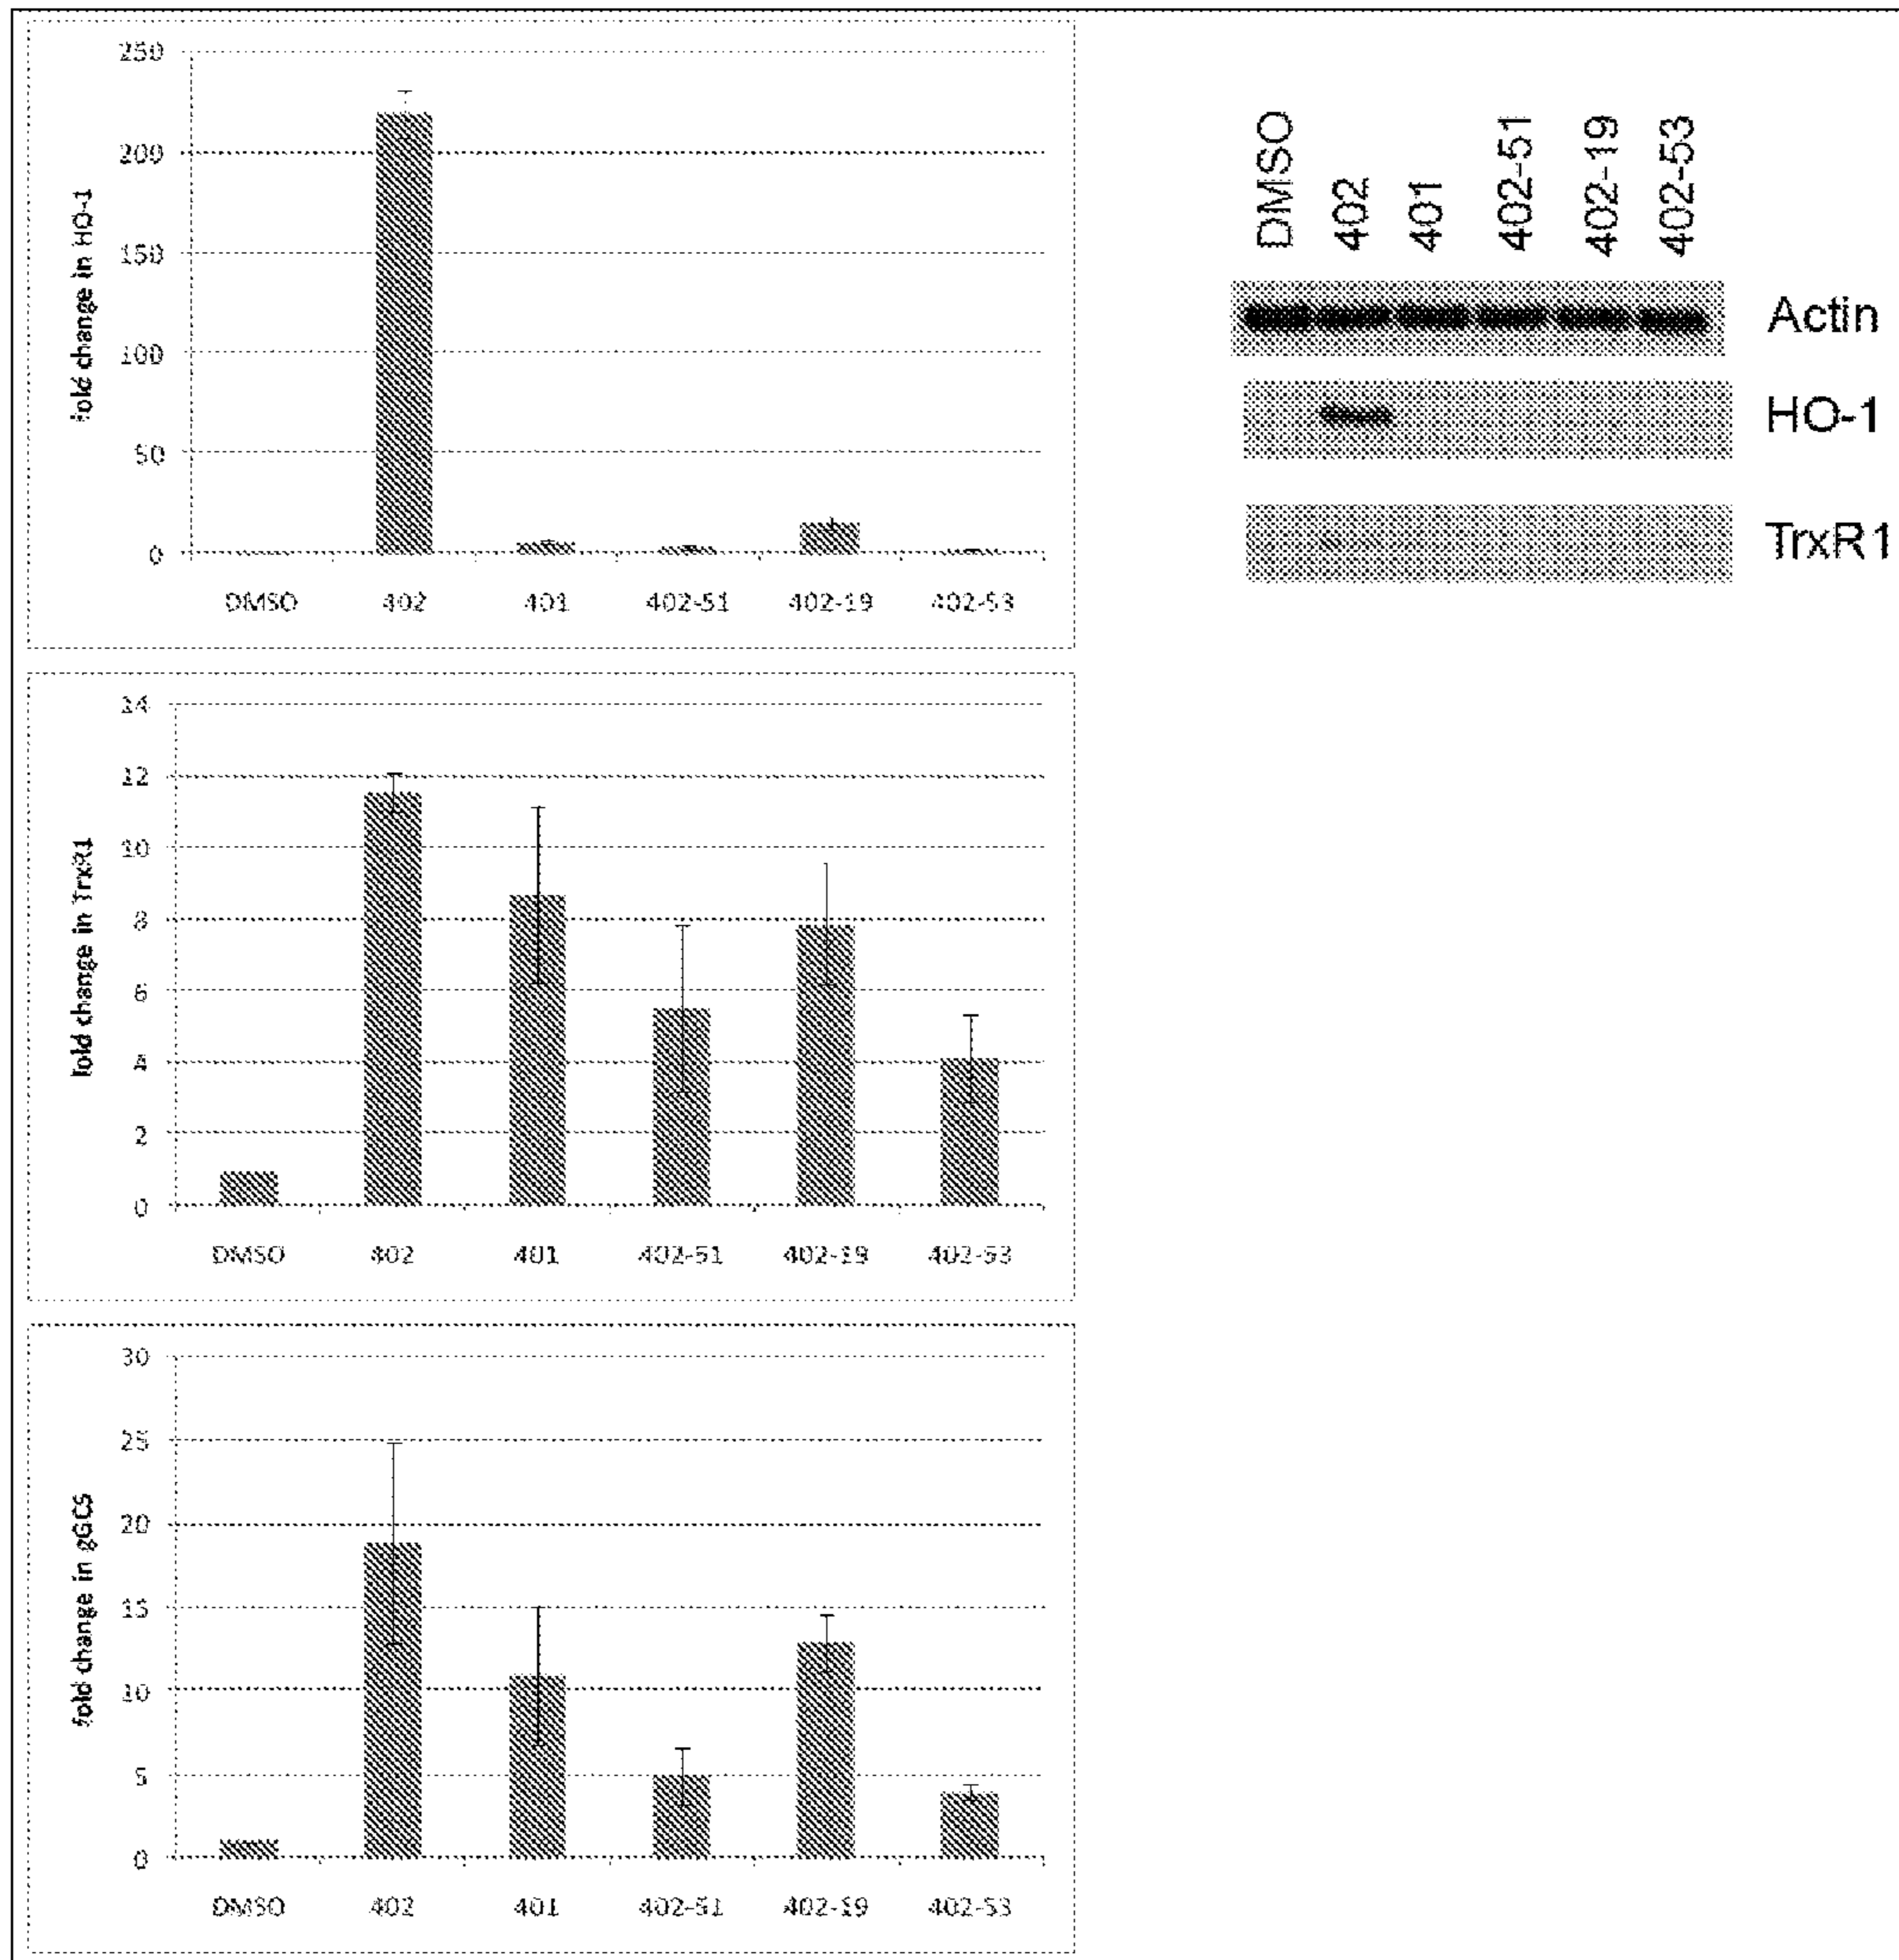 250
200
150
100
50
0
fold change in HO-1
DMSO 402 401 402-51 402-19 402-53
14
12
10
8
6
4
2
0
fold change in TrxR1
DMSO 402 401 402-51 402-19 402-53
30
25
20
15
10
5
0
fold change in gGCS
DMSO 402 401 402-51 402-19 402-53
DMSO 402 401 402-51 402-19 402-53
Actin
HO-1
TrxR1